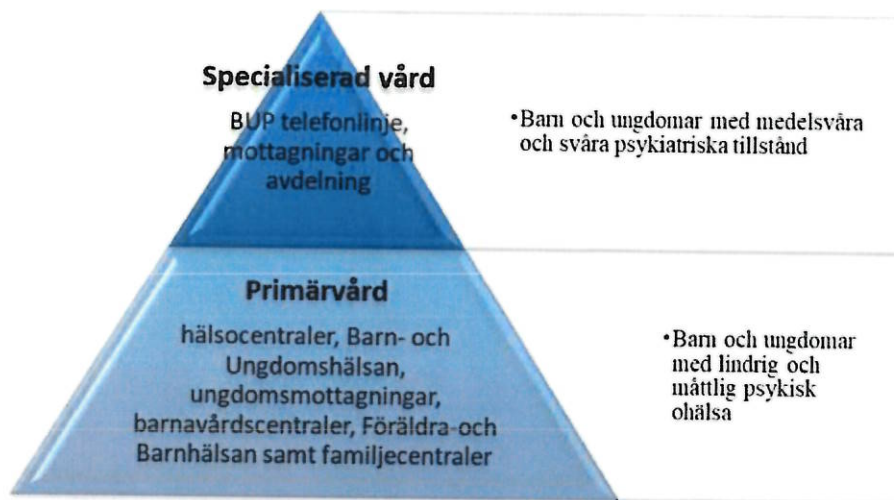 Specialiserad vård
BUP telefonlinje,
mottagningar och
avdelning
•Barn och ungdomar med medelsvåra
och svåra psykiatriska tillstånd
Primärvård
hälsocentraler, Barn- och
Ungdomshälsan,
ungdomsmottagningar,
barnavårdscentraler, Föräldra-och
Barnhälsan samt familjecentraler
•Barn och ungdomar
med lindrig och
måttlig psykisk
ohälsa